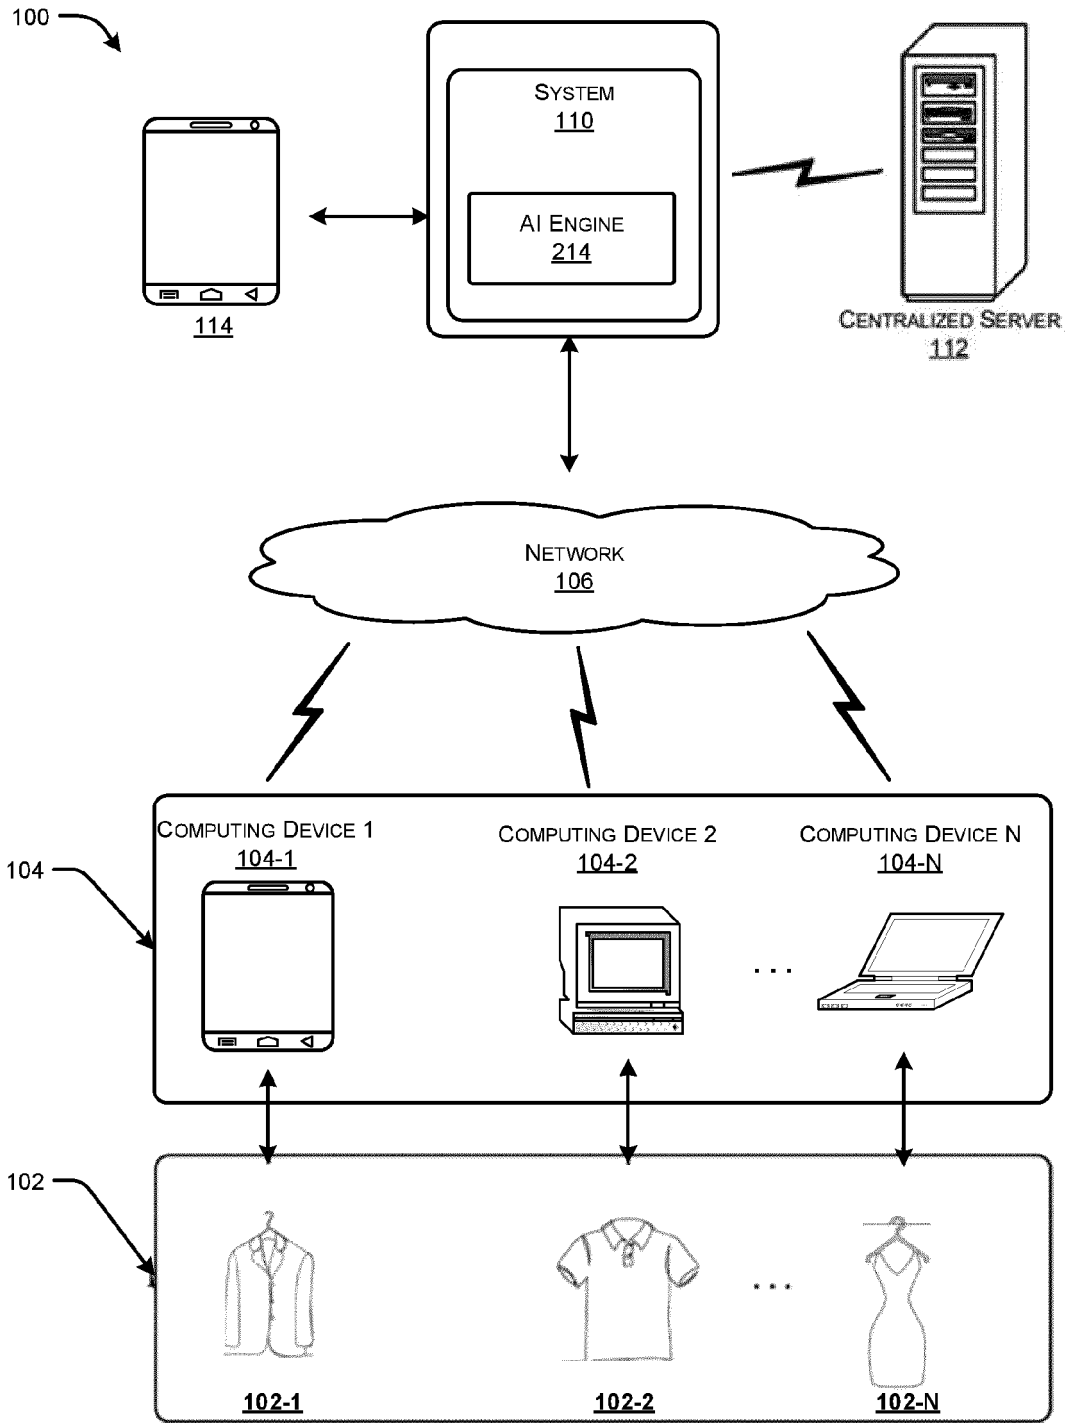 100
SYSTEM
110
AI ENGINE
214
114
CENTRALIZED SERVER
112
NETWORK
106
COMPUTING DEVICE 1
104-1
COMPUTING DEVICE 2
104-2
COMPUTING DEVICE N
104-N
104
...
102
...
102-1
102-2
102-N